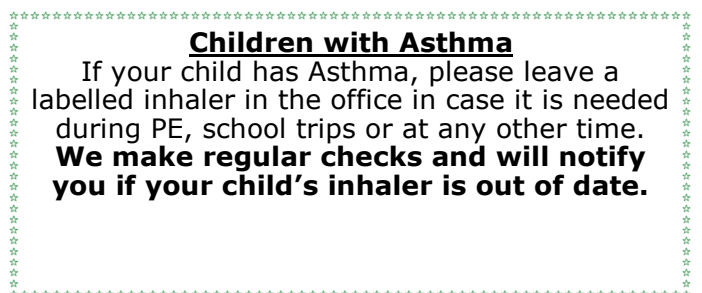 Children with Asthma
If your child has Asthma, please leave a
labelled inhaler in the office in case it is needed
during PE, school trips or at any other time.
We make regular checks and will notify
you if your child’s inhaler is out of date.